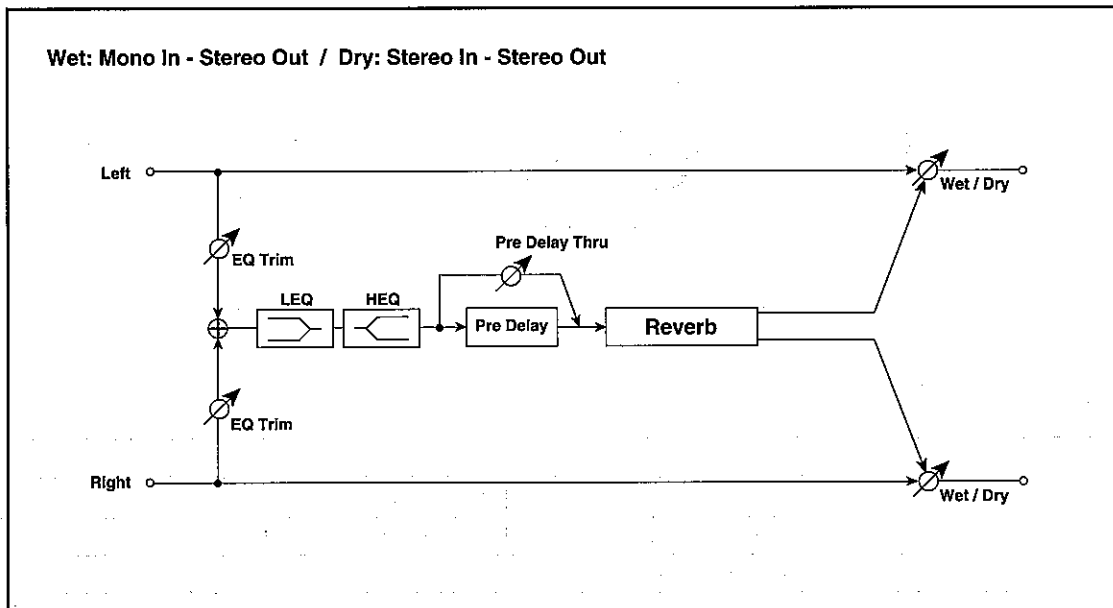 Wet: Mono In - Stereo Out / Dry: Stereo In - Stereo Out
Left
Wet / Dry
Pre Delay Thru
EQ Trim
LEQ
HEQ
Pre Delay
Reverb
EQ Trim
Right
Wet / Dry